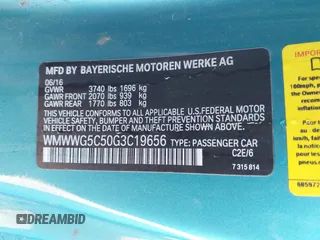 MFD BY BAYERISCHE MOTOREN WERKE AG
06/16
GVWR 3740 lbs 1696 kg
GAWR FRONT 2070 lbs 939 kg
GAWR REAR 1770 lbs 803 kg
THIS VEHICLE CONFORMS TO ALL APPLICABLE
U.S. FEDERAL MOTOR VEHICLE SAFETY,
BUMPER, AND THEFT PREVENTION STANDARDS
IN EFFECT ON THE DATE OF
MANUFACTURE SHOWN ABOVE.
WMWWG5C50G3C19656 TYPE: PASSENGER CAR
C2E/6
7 315 814